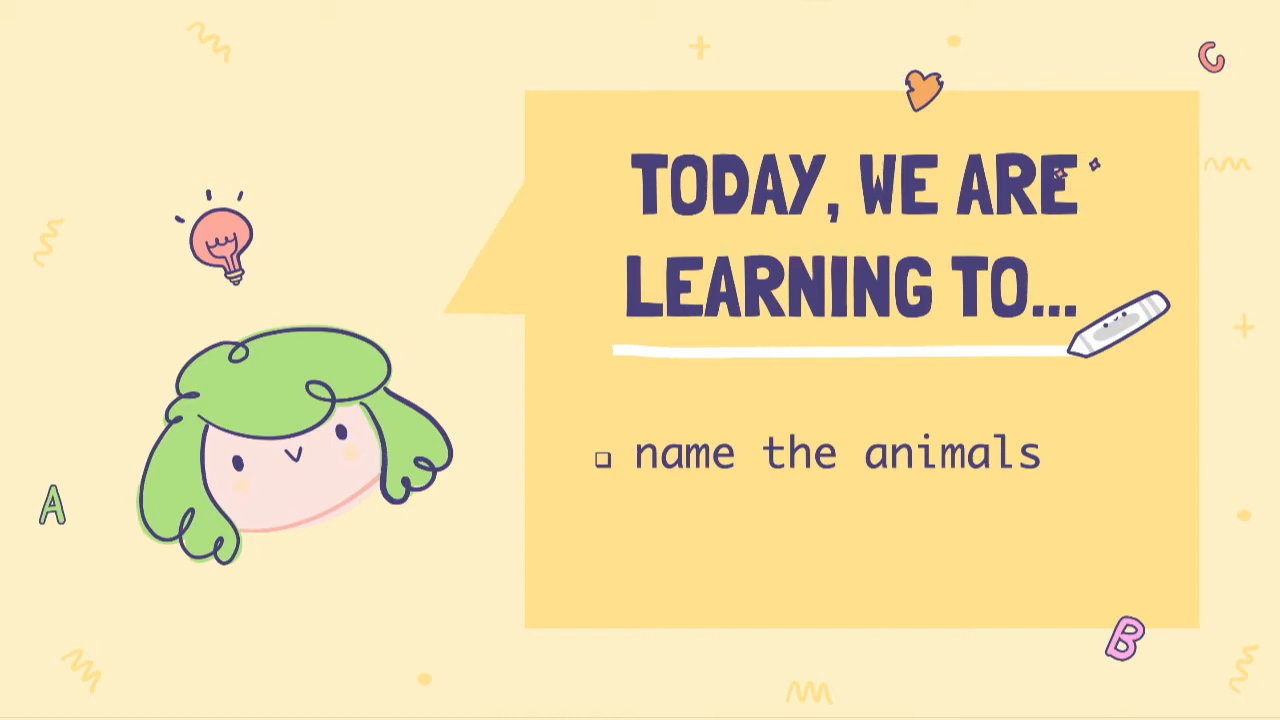 C
TODAY, WE ARE
LEARNING TO...
❑ name the animals
A
B